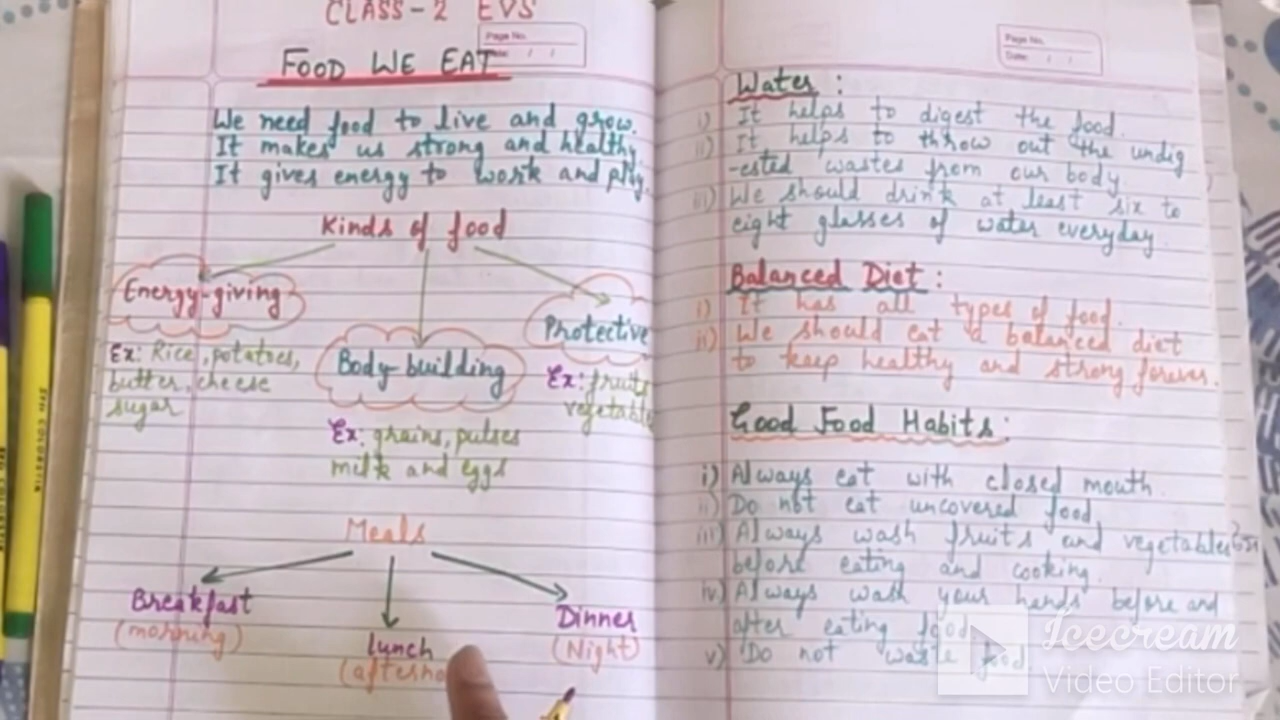 CLASS-2 EVS
Page No.
Date: / /
FOOD WE EAT
We need food to live and grow.
It makes us strong and healthy.
It gives energy to work and play.
Kinds of food
Energy-giving
Ex: Rice, potatoes,
butter, cheese
sugar
Body-building
Ex: grains, pulses
milk and eggs
Protective
Ex: fruits
vegetable
Meals
Breakfast
(morning)
Lunch
(afterno
Dinner
(Night)
Page No.
Date: / /
Water:
i) It helps to digest the food.
ii) It helps to throw out the undig
-ested wastes from our body.
iii) We should drink at least six to
eight glasses of water everyday.
Balanced Diet:
i) It has all types of food.
ii) We should eat a balanced diet
to keep healthy and strong forever.
Good Food Habits:
i) Always eat with closed mouth.
ii) Do not eat uncovered food.
iii) Always wash fruits and vegetables
before eating and cooking.
iv) Always wash your hands before and
after eating food
v) Do not waste food
Icecream
Video Editor